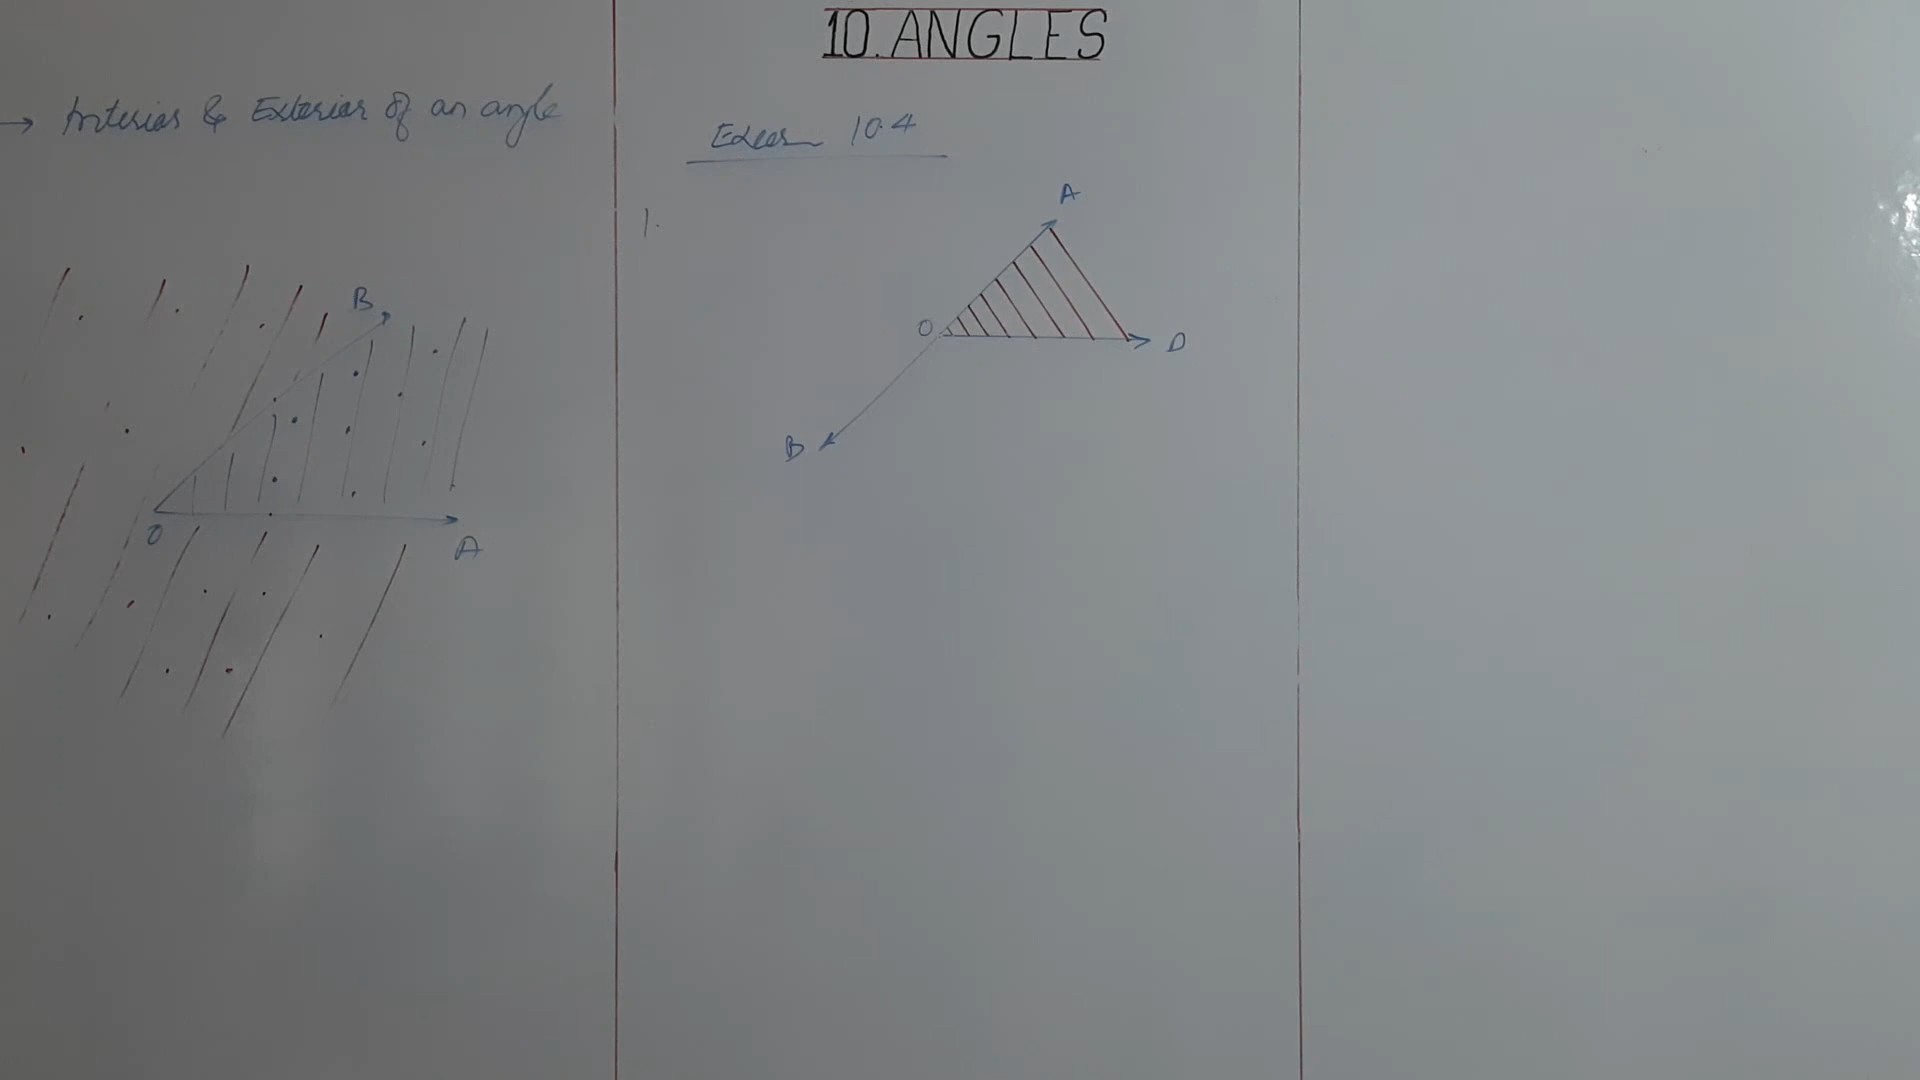 10. ANGLES
→ Interior & Exterior of an angle
B
O
A
Exer 10.4
1.
A
O
D
B